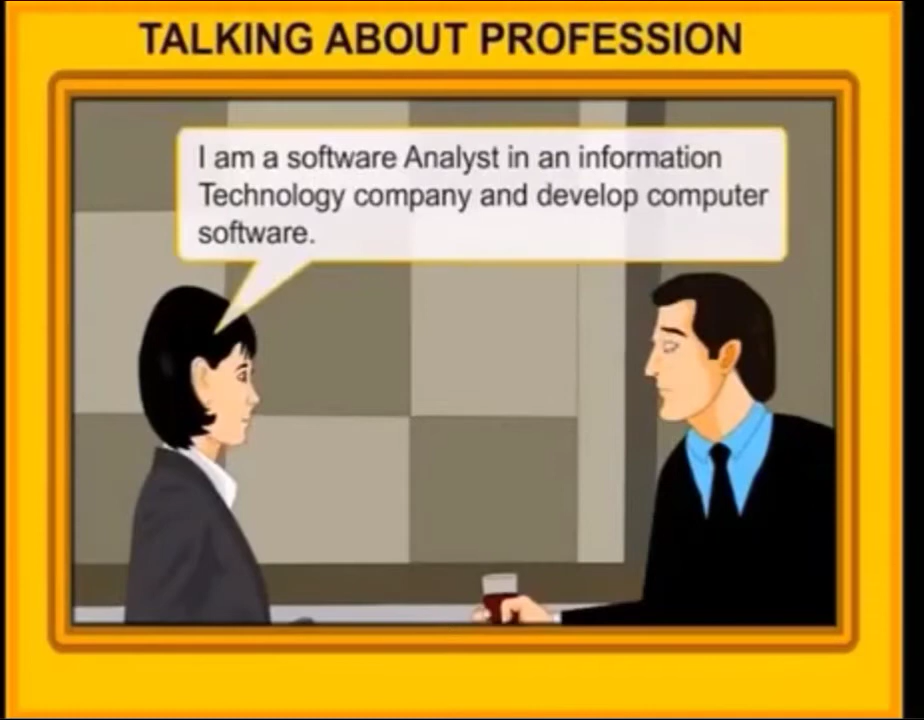 TALKING ABOUT PROFESSION
I am a software Analyst in an information
Technology company and develop computer
software.